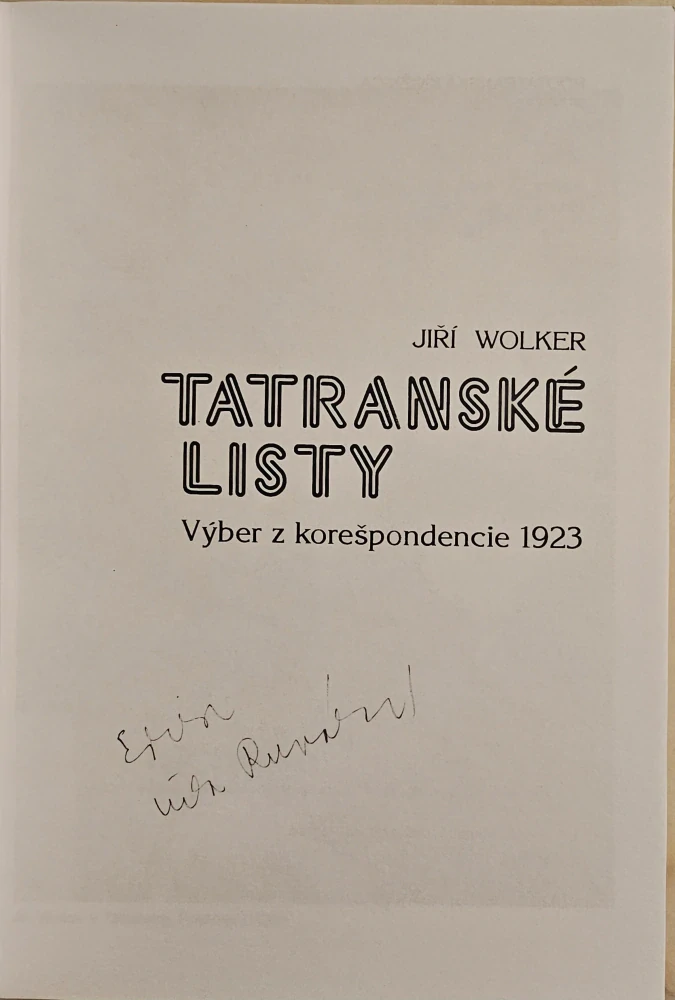 JIŘÍ WOLKER
TATRANSKÉ
LISTY
Výber z korešpondencie 1923